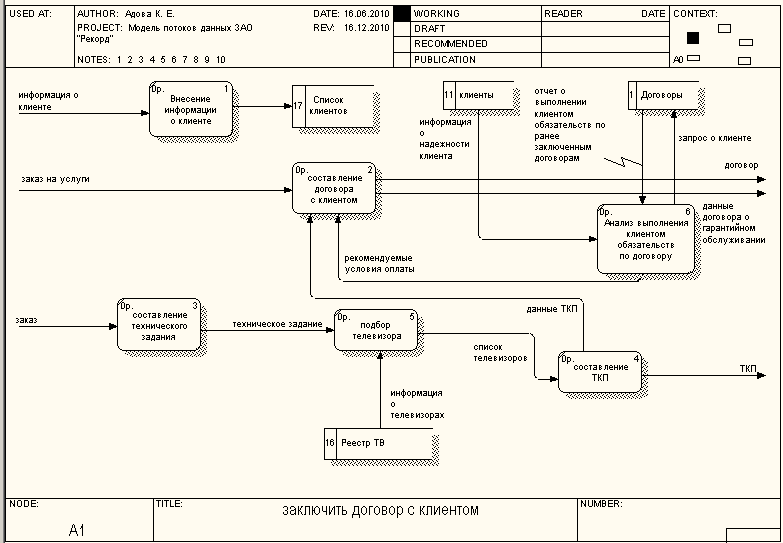 USED AT:
AUTHOR: Адова К. Е.
DATE: 16.06.2010
PROJECT: Модель потоков данных ЗАО
"Рекорд"
REV: 16.12.2010
NOTES: 1 2 3 4 5 6 7 8 9 10
WORKING
DRAFT
RECOMMENDED
PUBLICATION
READER DATE
CONTEXT:
A0
информация о
клиенте
0р. 1
Внесение
информации
о клиенте
17
Список
клиентов
11 клиенты
информация
о
надежности
клиента
отчет о
выполнении
клиентом
обязательств по
ранее
заключенным
договорам
1 Договоры
запрос о клиенте
заказ на услуги
0р. 2
составление
договора
с клиентом
договор
данные
договора о
гарантийном
обслуживании
0р. 6
Анализ выполнения
клиентом
обязательств
по договору
рекомендуемые
условия оплаты
данные ТКП
заказ
0р. 3
составление
технического
задания
техническое задание
0р. 5
подбор
телевизора
список
телевизоров
0р. 4
составление
ТКП
ТКП
информация
о
телевизорах
16 Реестр ТВ
NODE:
A1
TITLE:
заключить договор с клиентом
NUMBER: